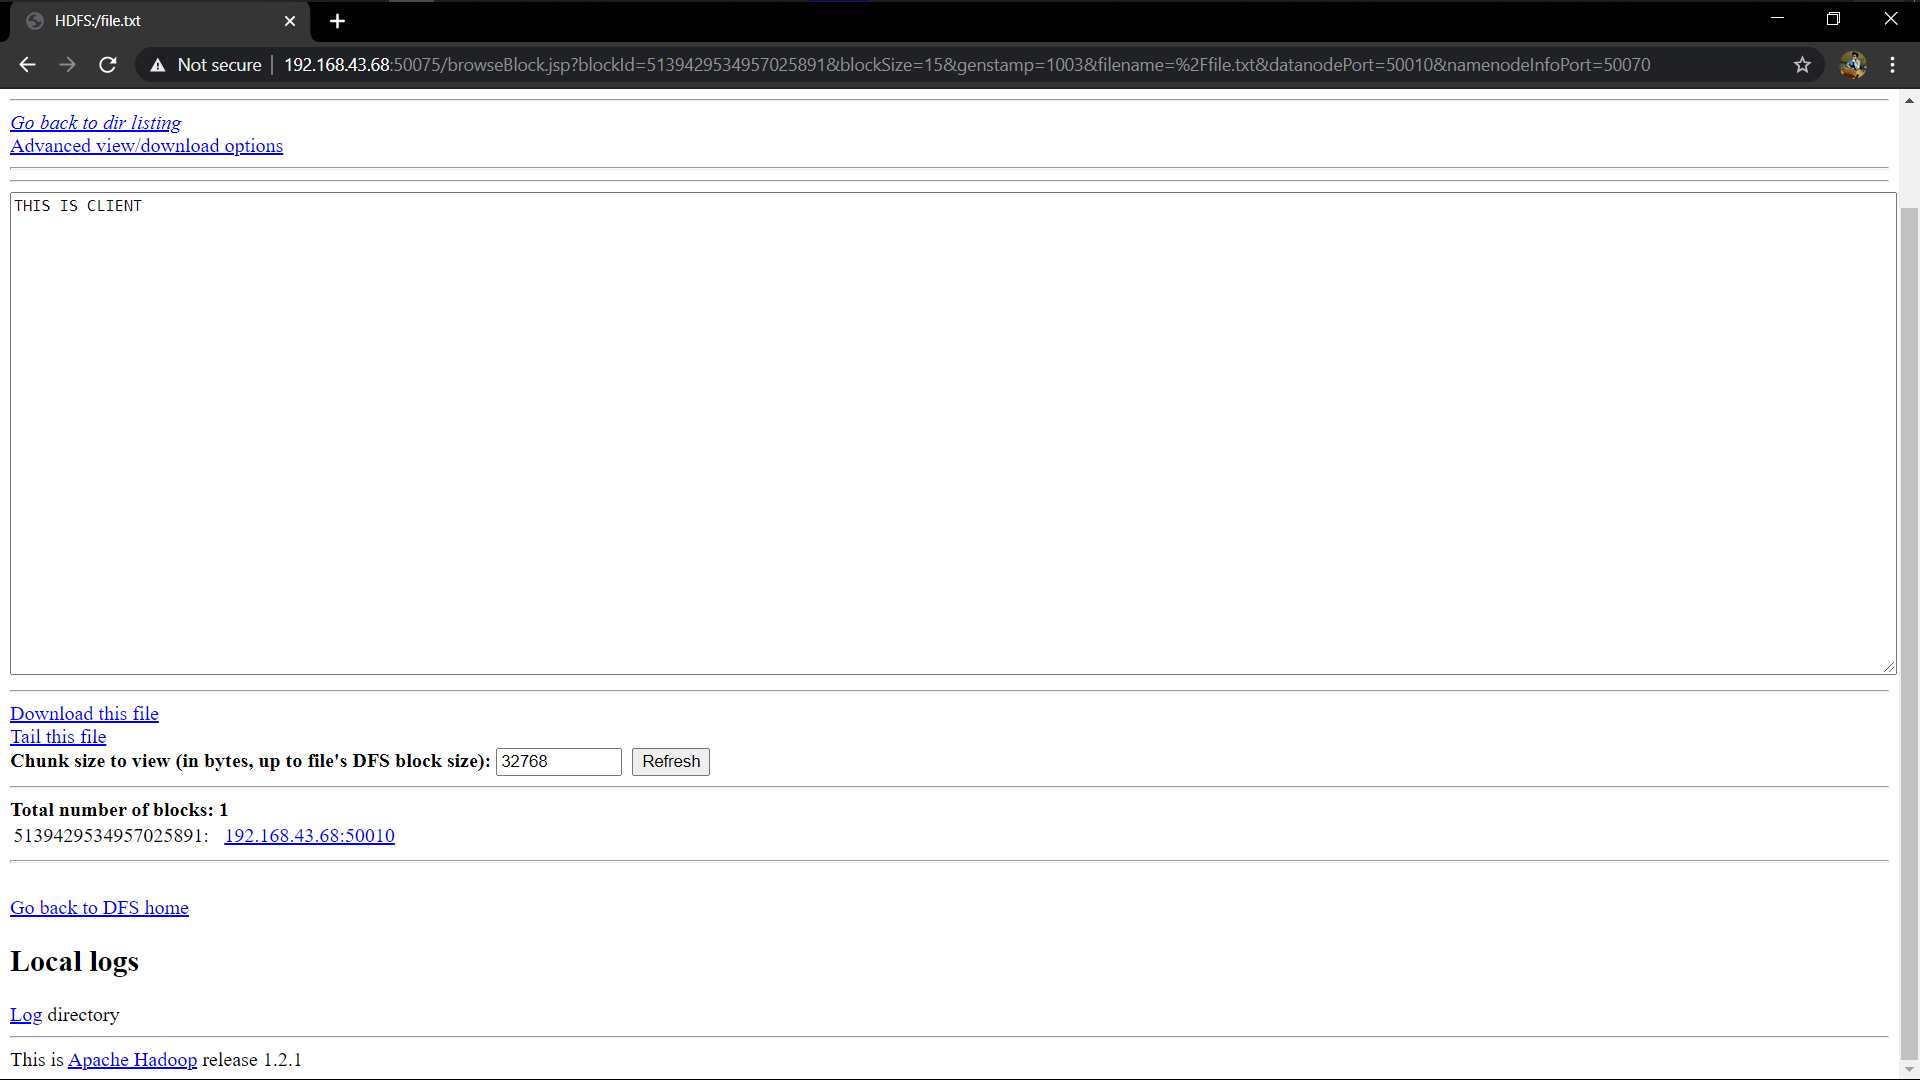 HDFS:/file.txt
Not secure | 192.168.43.68:50075/browseBlock.jsp?blockId=5139429534957025891&blockSize=15&genstamp=1003&filename=%2Ffile.txt&datanodePort=50010&namenodeInfoPort=50070
Go back to dir listing
Advanced view/download options
THIS IS CLIENT
Download this file
Tail this file
Chunk size to view (in bytes, up to file's DFS block size): 32768 Refresh
Total number of blocks: 1
5139429534957025891: 192.168.43.68:50010
Go back to DFS home
Local logs
Log directory
This is Apache Hadoop release 1.2.1